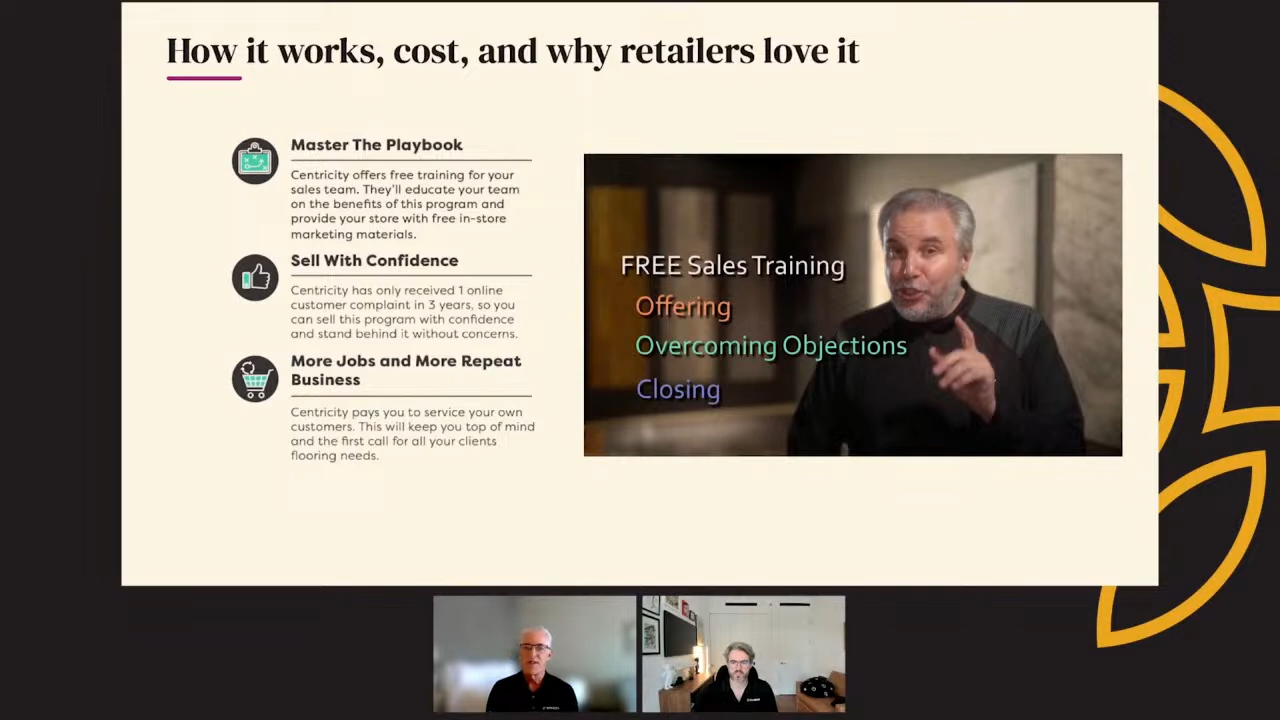 How it works, cost, and why retailers love it
Master The Playbook
Centricity offers free training for your
sales team. They'll educate your team
on the benefits of this program and
provide your store with free in-store
marketing materials.
Sell With Confidence
Centricity has only received 1 online
customer complaint in 3 years, so you
can sell this program with confidence
and stand behind it without concerns.
More Jobs and More Repeat
Business
Centricity pays you to service your own
customers. This will keep you top of mind
and the first call for all your clients
flooring needs.
FREE Sales Training
Offering
Overcoming Objections
Closing